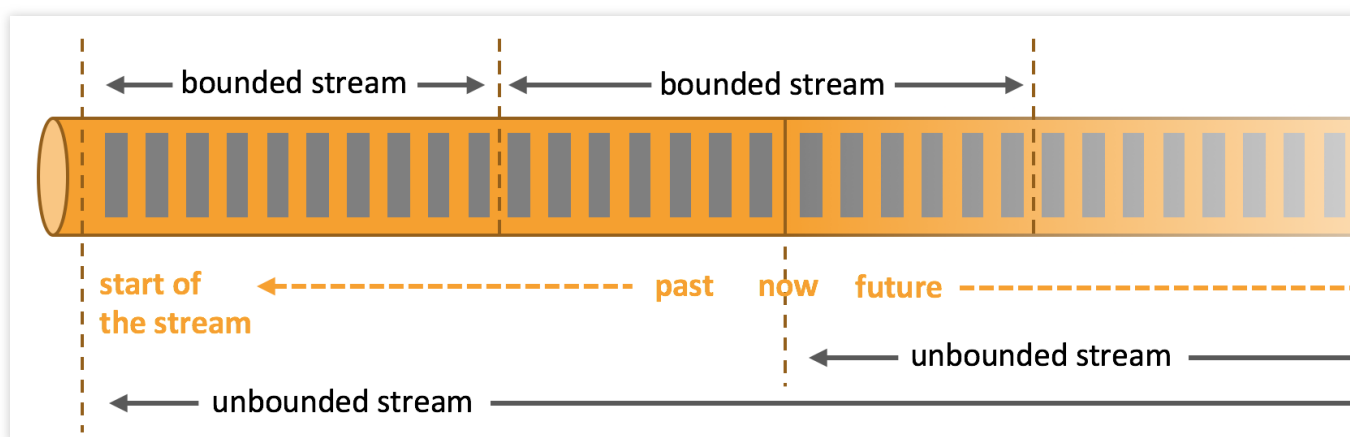 bounded stream
bounded stream
start of
the stream
past
now
future
unbounded stream
unbounded stream